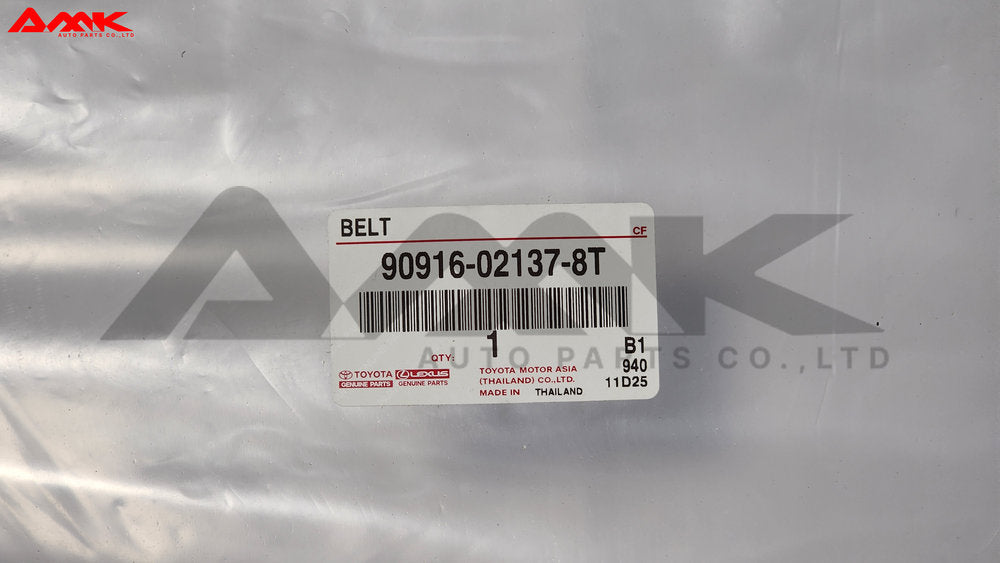 AMK
AUTO PARTS CO.,LTD
BELT
CF
90916-02137-8T
QTY: 1
B1
940
11D25
TOYOTA
GENUINE PARTS
LEXUS
GENUINE PARTS
TOYOTA MOTOR ASIA
(THAILAND) CO.,LTD.
MADE IN THAILAND
AMK
AUTO PARTS CO.,LTD